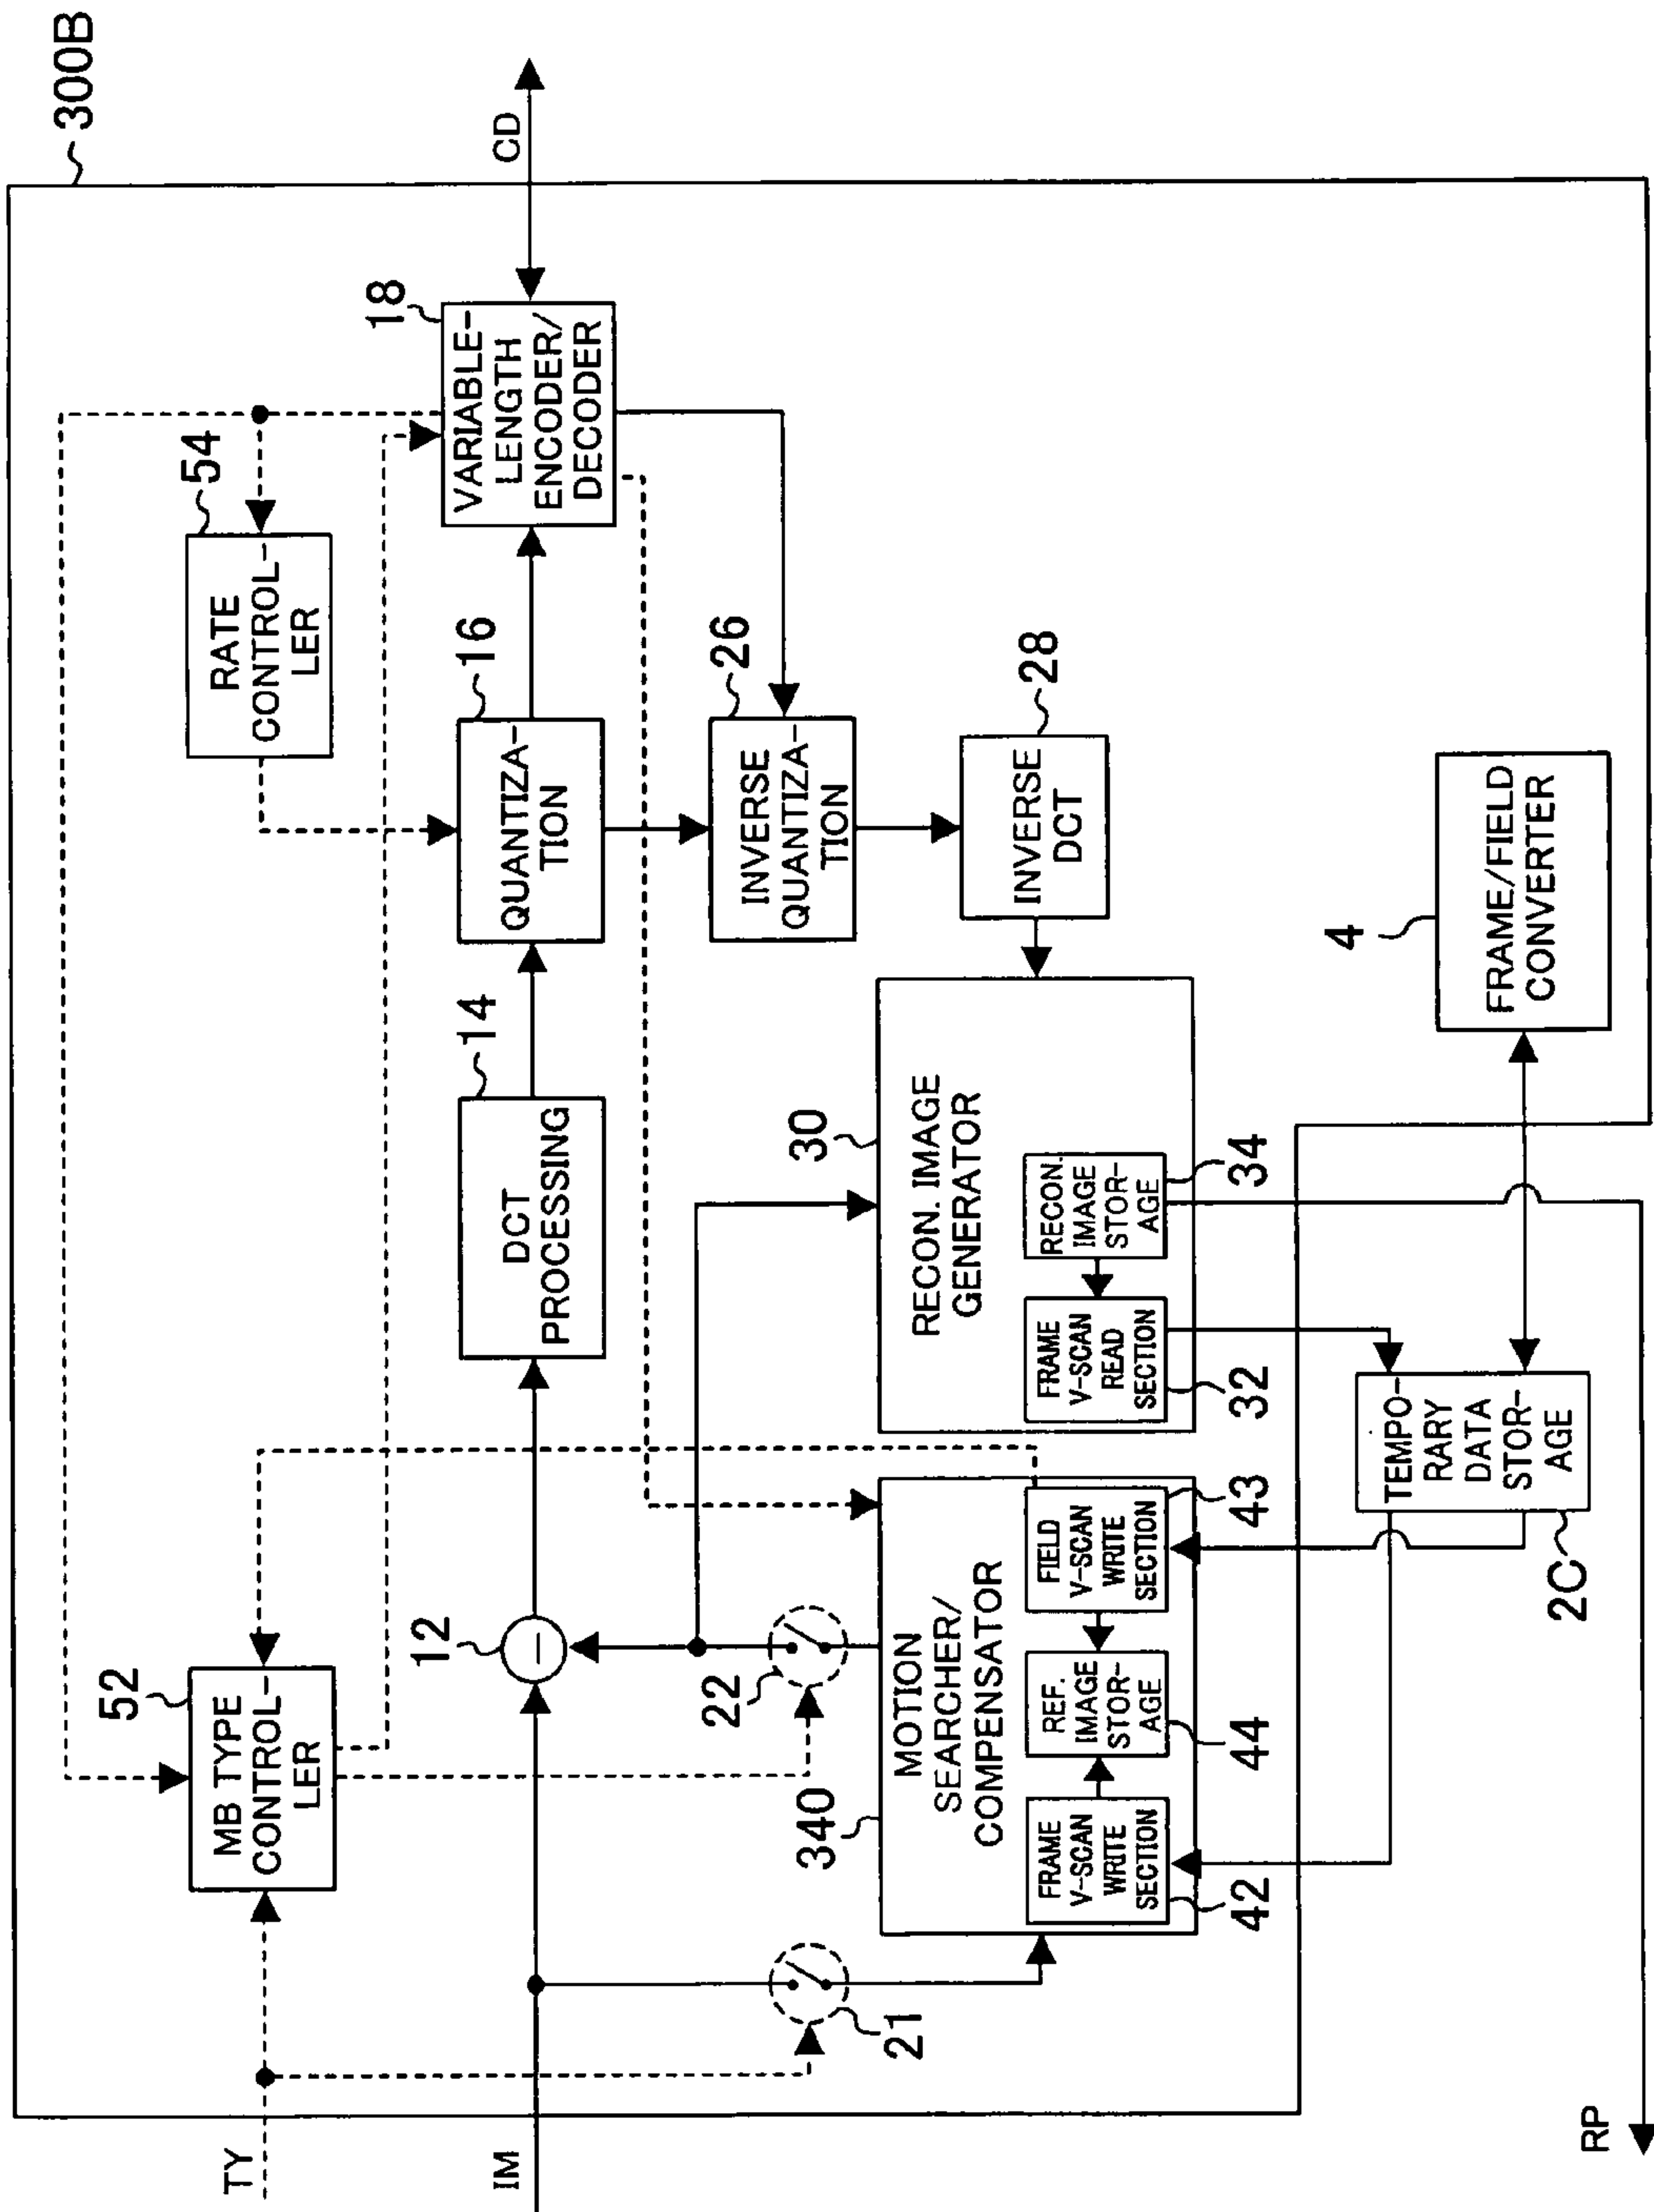 300B
TY
IM
CD
RP
52
MB TYPE
CONTROL-
LER
54
RATE
CONTROL-
LER
12
14
DCT
PROCESSING
16
QUANTIZA-
TION
18
VARIABLE-
LENGTH
ENCODER/
DECODER
21
22
26
INVERSE
QUANTIZA-
TION
28
INVERSE
DCT
340
MOTION
SEARCHER/
COMPENSATOR
FRAME
V-SCAN
WRITE
SECTION
42
REF.
IMAGE
STOR-
AGE
44
FIELD
V-SCAN
WRITE
SECTION
43
30
RECON. IMAGE
GENERATOR
FRAME
V-SCAN
READ
SECTION
32
RECON.
IMAGE
STOR-
AGE
34
TEMPO-
RARY
DATA
STOR-
AGE
2C
4
FRAME/FIELD
CONVERTER